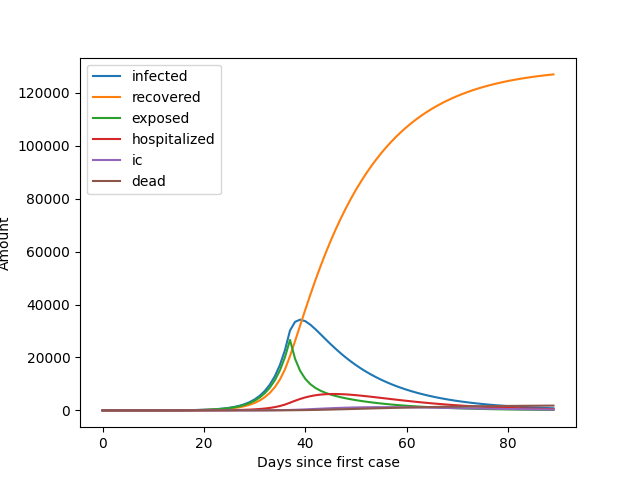 infected
recovered
exposed
hospitalized
ic
dead
120000
100000
80000
60000
40000
20000
0
Amount
0 20 40 60 80
Days since first case